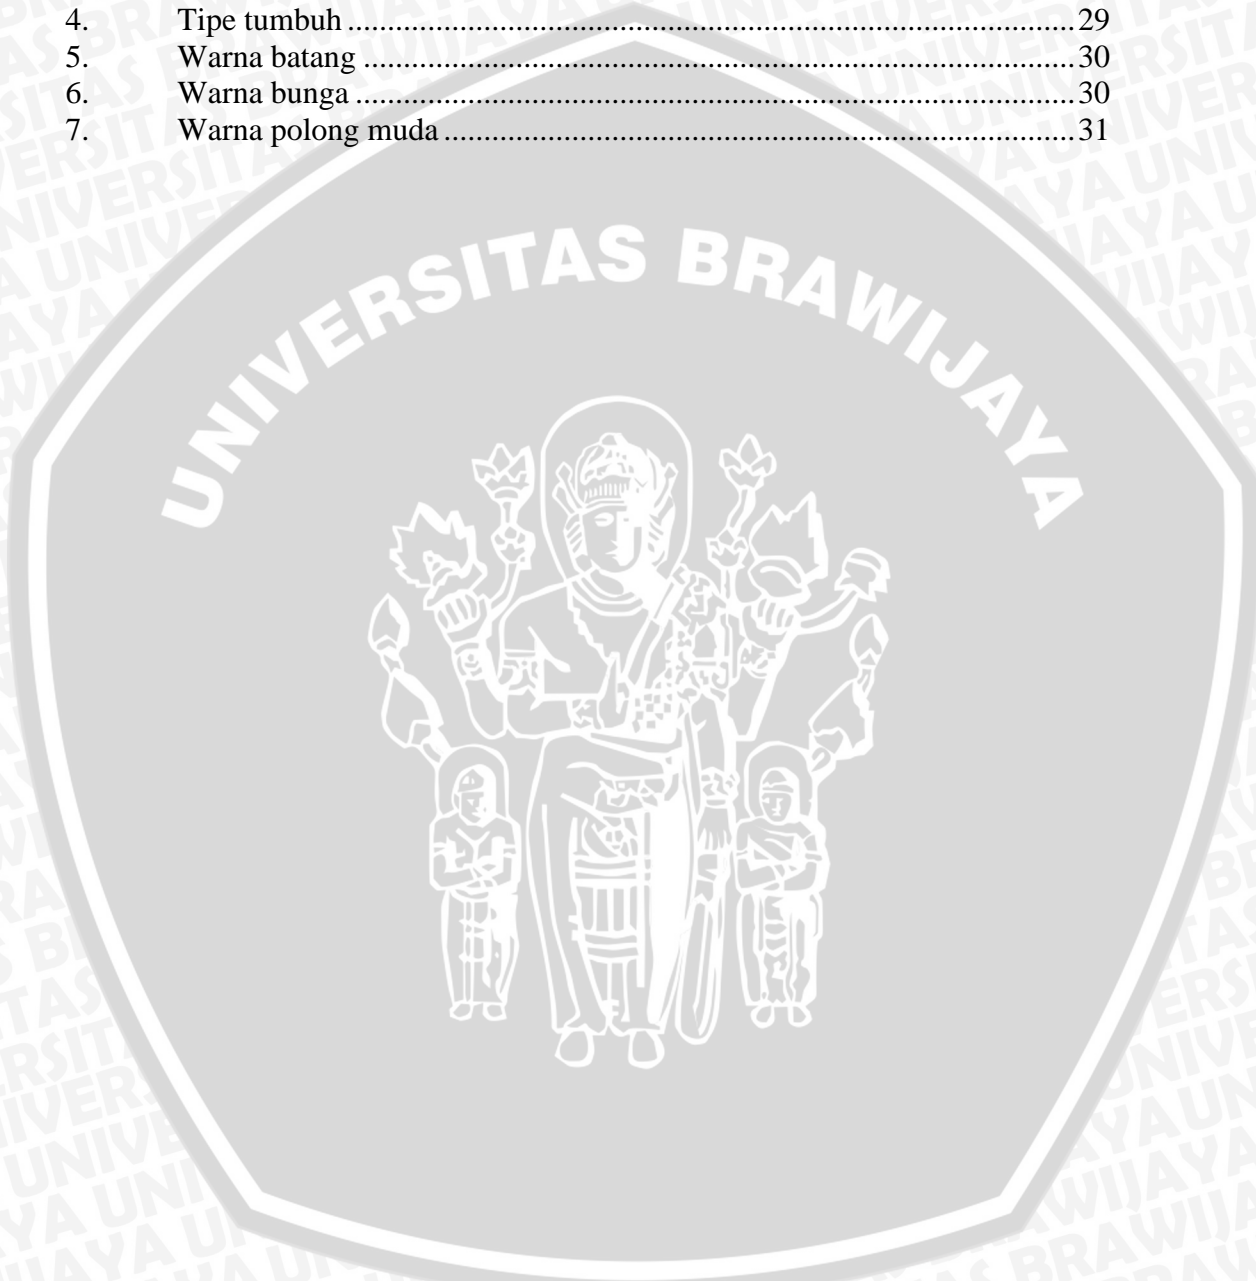 4. Tipe tumbuh ........................................................................................... 29
5. Warna batang ......................................................................................... 30
6. Warna bunga .......................................................................................... 30
7. Warna polong muda ............................................................................... 31
UNIVERSITAS BRAWIJAYA